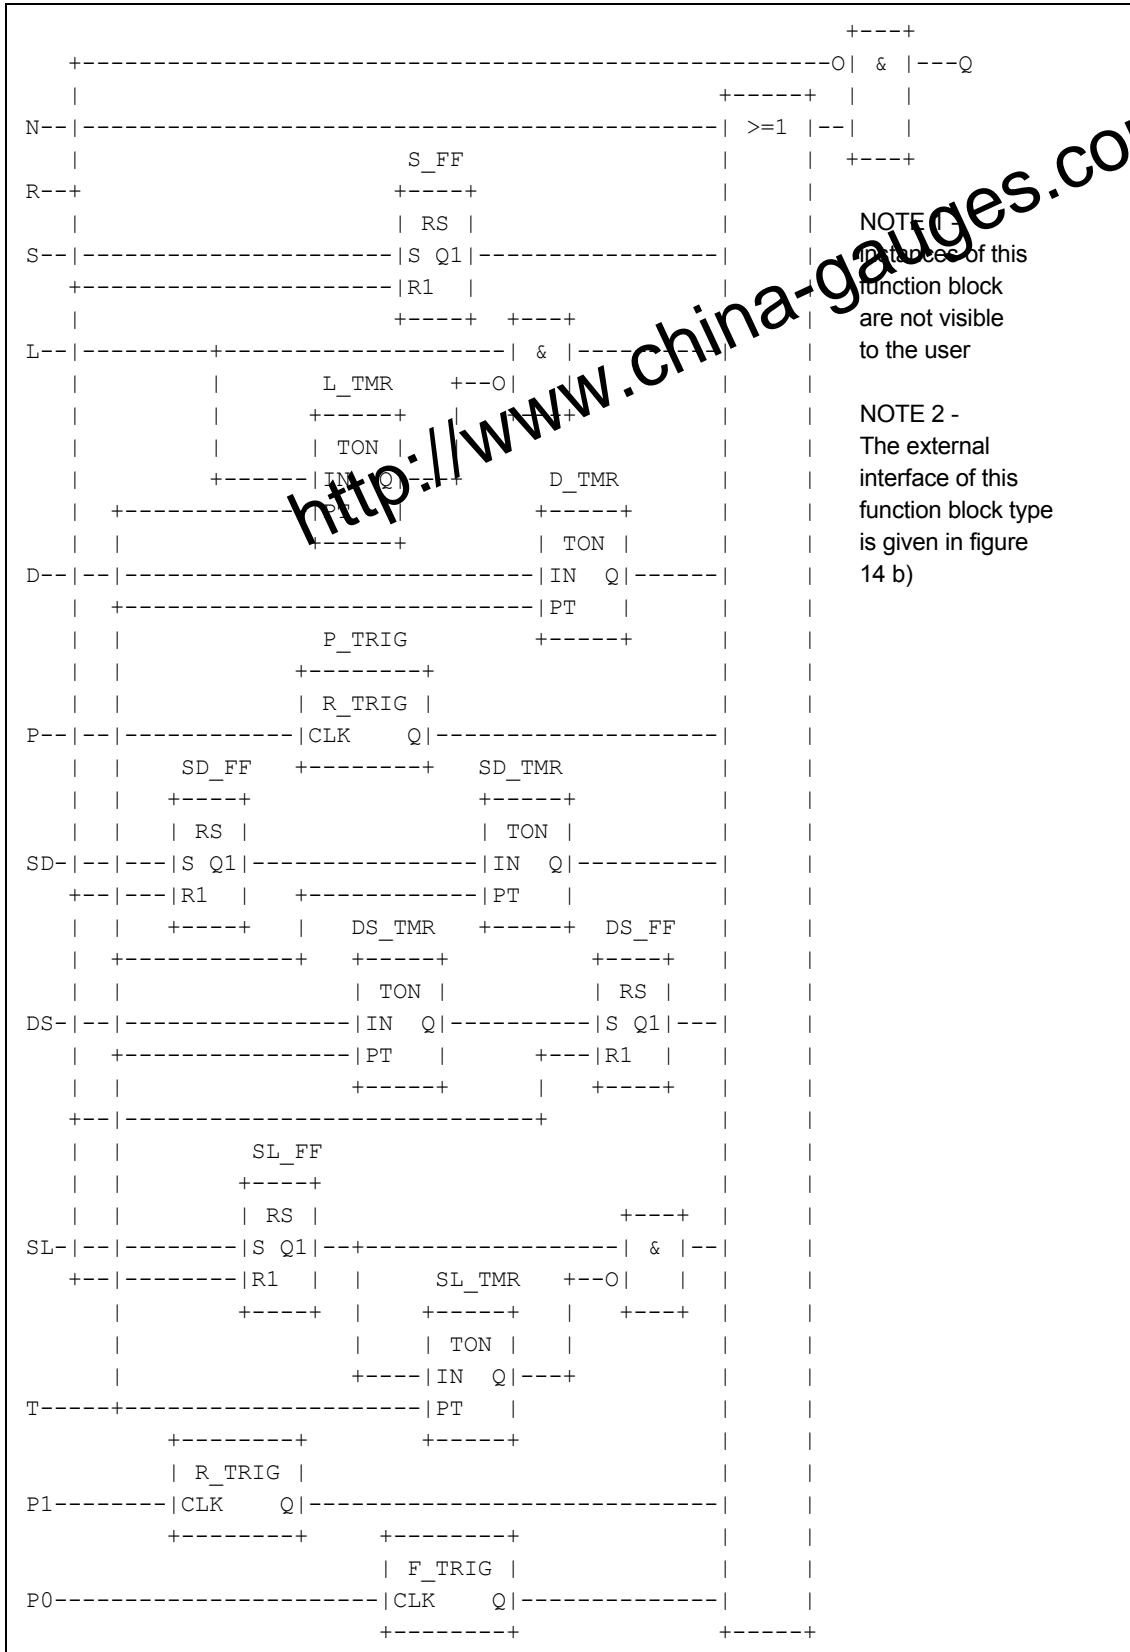 +---+
+-----------------------------------------------------O| & |---Q
| +-----+ | |
N--|---------------------------------------------| >=1 |--| |
| S_FF | | +---+
R--+ +----+ | |
| | RS | | |
S--|----------------------|S Q1|-----------------| |
+----------------------|R1 | | |
| +----+ +---+ | |
L--|---------+--------------------| & |----------| |
| | L_TMR +--O| | | |
| | +-----+ | +---+ | |
| | | TON | | | |
| +------|IN Q|---+ D_TMR | |
| +-------------|PT | +-----+ | |
| | +-----+ | TON | | |
D--|--|-----------------------------|IN Q|------| |
| +-----------------------------|PT | | |
| | P_TRIG +-----+ | |
| | +--------+ | |
| | | R_TRIG | | |
P--|--|------------|CLK Q|--------------------| |
| | SD_FF +--------+ SD_TMR | |
| | +----+ +-----+ | |
| | | RS | | TON | | |
SD-|--|---|S Q1|----------------|IN Q|----------| |
+--|---|R1 | +------------|PT | | |
| | +----+ | DS_TMR +-----+ DS_FF | |
| +------------+ +-----+ +----+ | |
| | | TON | | RS | | |
DS-|--|----------------|IN Q|----------|S Q1|---| |
| +----------------|PT | +---|R1 | | |
| | +-----+ | +----+ | |
+--|-----------------------------+ | |
| | SL_FF | |
| | +----+ | |
| | | RS | +---+ | |
SL-|--|--------|S Q1|--+------------------| & |--| |
+--|--------|R1 | | SL_TMR +--O| | | |
| +----+ | +-----+ | +---+ | |
| | | TON | | | |
| +----|IN Q|---+ | |
T-----+---------------------|PT | | |
+--------+ +-----+ | |
| R_TRIG | | |
P1--------|CLK Q|-----------------------------| |
+--------+ +--------+ | |
| F_TRIG | | |
P0-----------------------|CLK Q|--------------| |
+--------+ +-----+
NOTE 1 -
Instances of this
function block
are not visible
to the user
NOTE 2 -
The external
interface of this
function block type
is given in figure
14 b)
http://www.china-gauges.co